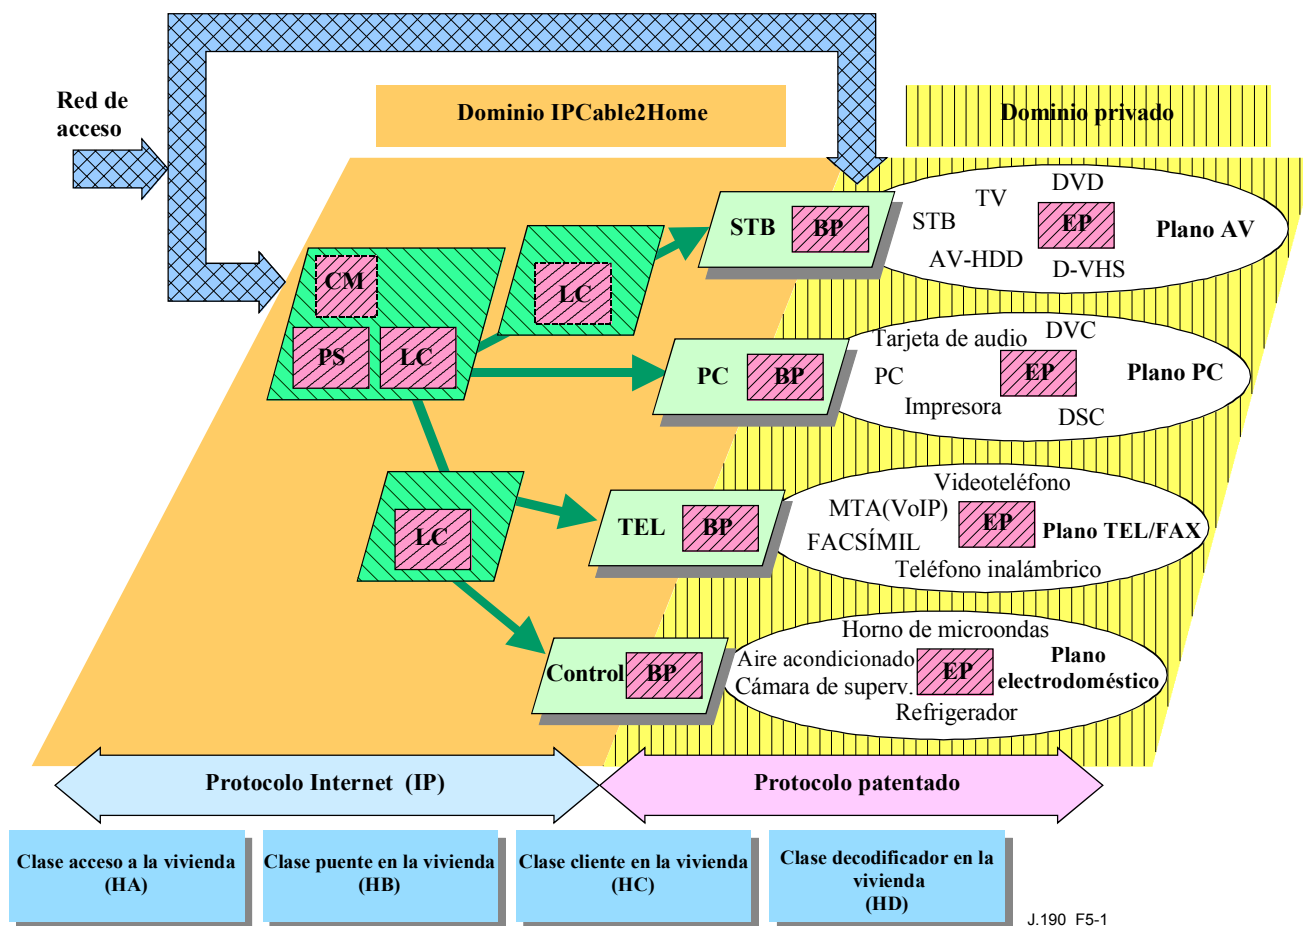 Red de
acceso
Dominio IPCable2Home
Dominio privado
CM
PS
LC
LC
LC
STB
BP
STB
TV
DVD
EP
AV-HDD
D-VHS
Plano AV
PC
BP
Tarjeta de audio
DVC
PC
EP
Impresora
DSC
Plano PC
TEL
BP
Videoteléfono
MTA(VoIP)
EP
FACSÍMIL
Plano TEL/FAX
Teléfono inalámbrico
Control
BP
Horno de microondas
Aire acondicionado
EP
Cámara de superv.
Refrigerador
Plano
electrodoméstico
Protocolo Internet (IP)
Protocolo patentado
Clase acceso a la vivienda
(HA)
Clase puente en la vivienda
(HB)
Clase cliente en la vivienda
(HC)
Clase decodificador en la
vivienda
(HD)
J.190 F5-1